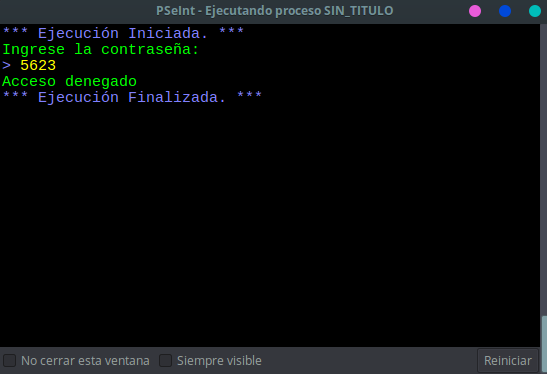 PSeInt - Ejecutando proceso SIN_TITULO
*** Ejecución Iniciada. ***
Ingrese la contraseña:
> 5623
Acceso denegado
*** Ejecución Finalizada. ***
No cerrar esta ventana Siempre visible Reiniciar